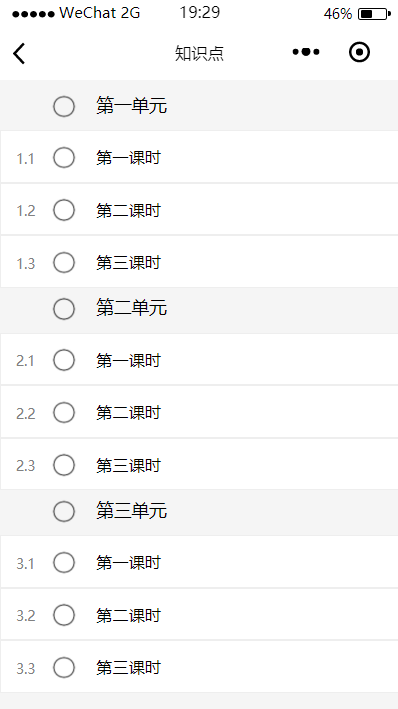 WeChat 2G 19:29 46%
知识点
第一单元
1.1 第一课时
1.2 第二课时
1.3 第三课时
第二单元
2.1 第一课时
2.2 第二课时
2.3 第三课时
第三单元
3.1 第一课时
3.2 第二课时
3.3 第三课时